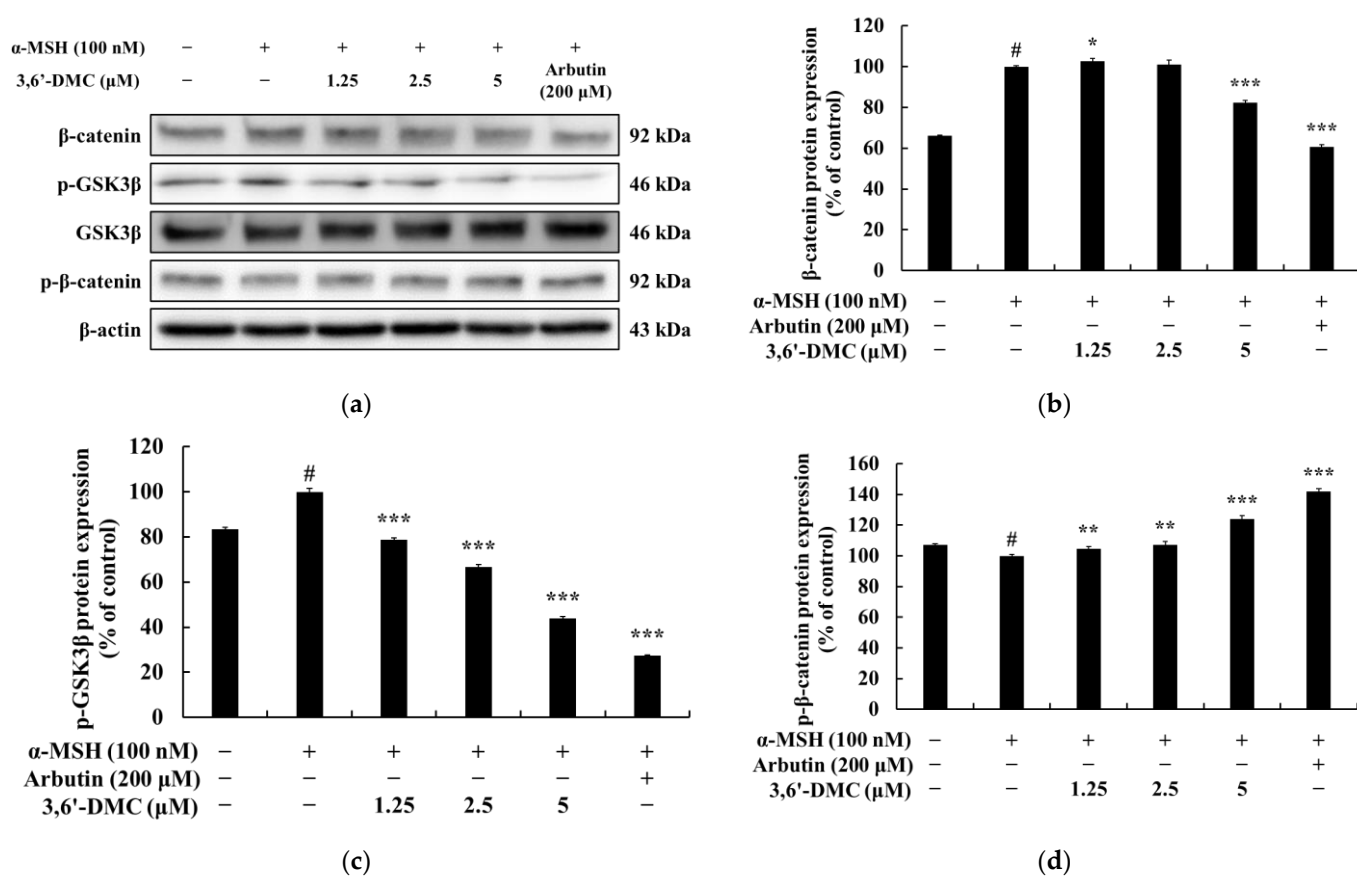 α-MSH (100 nM) − + + + + +
3,6’-DMC (μM) − − 1.25 2.5 5 Arbutin
(200 μM)
β-catenin 92 kDa
p-GSK3β 46 kDa
GSK3β 46 kDa
p-β-catenin 92 kDa
β-actin 43 kDa
(a)
β-catenin protein expression
(% of control)
120
100
80
60
40
20
0
# * *** ***
α-MSH (100 nM) − + + + + +
Arbutin (200 μM) − − − − − +
3,6'-DMC (μM) − − 1.25 2.5 5 −
(b)
p-GSK3β protein expression
(% of control)
120
100
80
60
40
20
0
# *** *** *** ***
α-MSH (100 nM) − + + + + +
Arbutin (200 μM) − − − − − +
3,6'-DMC (μM) − − 1.25 2.5 5 −
(c)
p-β-catenin protein expression
(% of control)
160
140
120
100
80
60
40
20
0
# ** ** *** ***
α-MSH (100 nM) − + + + + +
Arbutin (200 μM) − − − − − +
3,6'-DMC (μM) − − 1.25 2.5 5 −
(d)